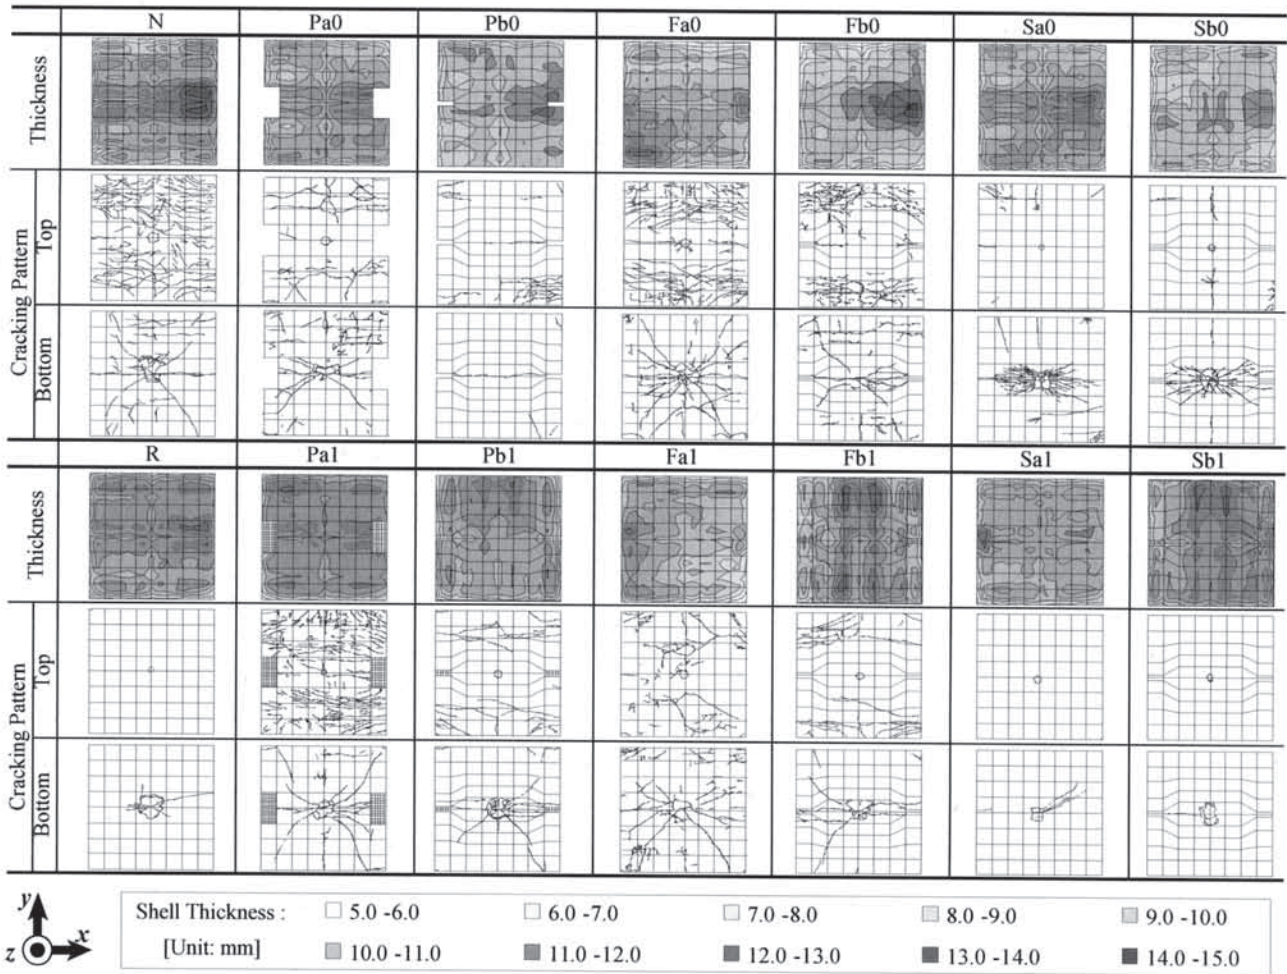 N Pa0 Pb0 Fa0 Fb0 Sa0 Sb0
Thickness
Cracking Pattern
Top
Bottom
R Pa1 Pb1 Fa1 Fb1 Sa1 Sb1
Thickness
Cracking Pattern
Top
Bottom
y
z x
Shell Thickness : 5.0 -6.0 6.0 -7.0 7.0 -8.0 8.0 -9.0 9.0 -10.0
[Unit: mm] 10.0 -11.0 11.0 -12.0 12.0 -13.0 13.0 -14.0 14.0 -15.0